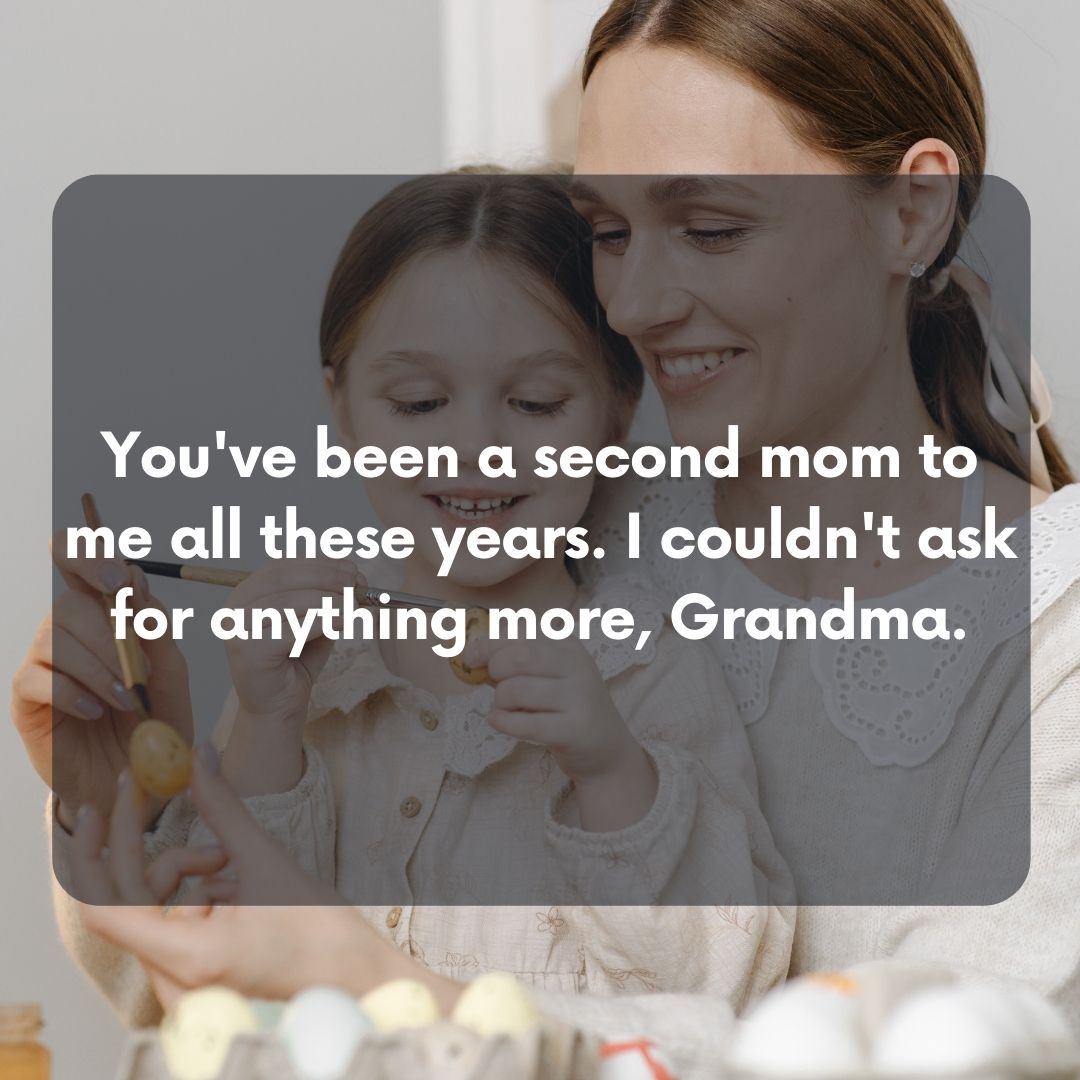 You've been a second mom to
me all these years. I couldn't ask
for anything more, Grandma.